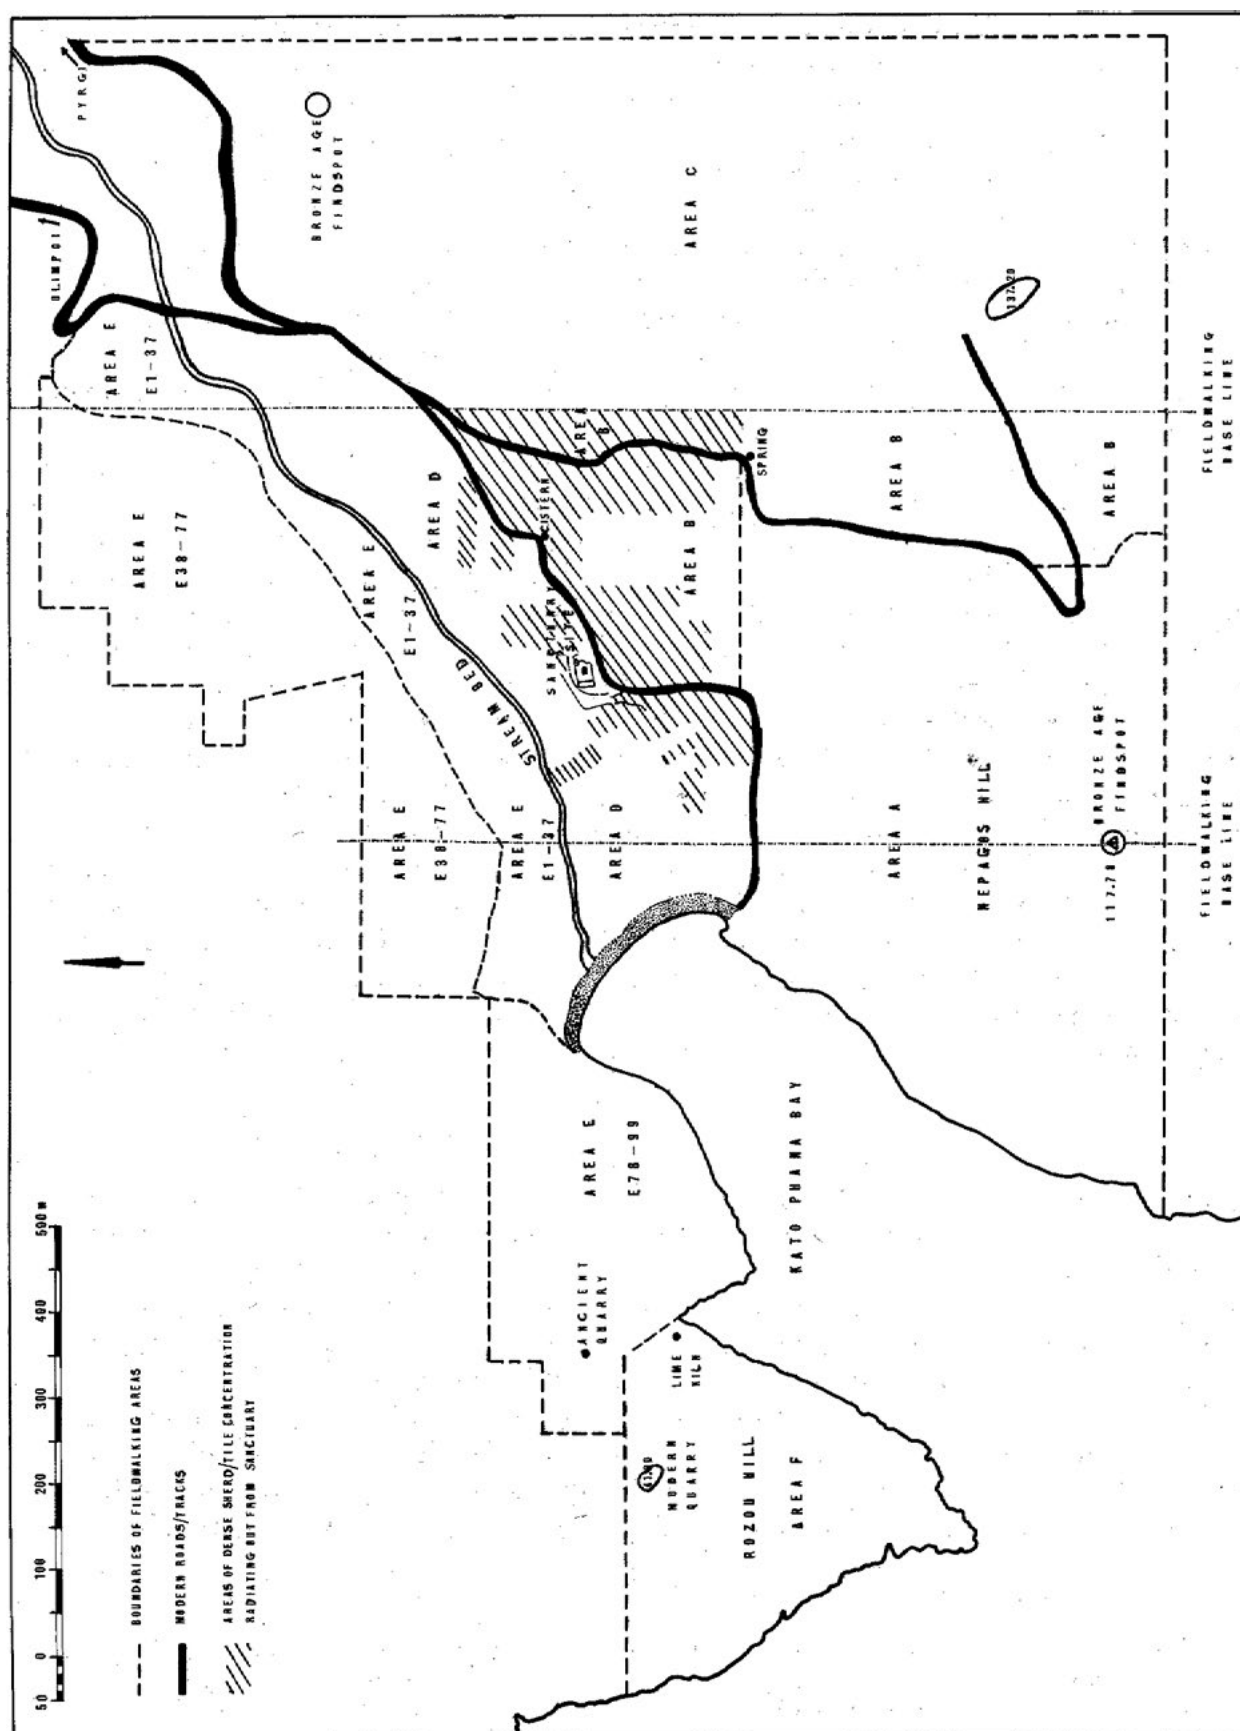 PYRGI
OLIMPOI
BRONZE AGE
FINDSPOT
AREA C
137.20
AREA E
E1-37
AREA E
E38-77
AREA E
E1-37
AREA D
AREA
B
CISTERN
SPRING
AREA B
AREA B
AREA B
FIELDWALKING
BASE LINE
SANCTUARY
SITE
STREAM BED
AREA E
E38-77
AREA E
E1-37
AREA D
AREA A
NEPAGOS HILL
117.70
BRONZE AGE
FINDSPOT
FIELDWALKING
BASE LINE
AREA E
E78-99
KATO PHANA BAY
ANCIENT
QUARRY
LIME
KILN
MODERN
QUARRY
ROZOU HILL
AREA F
50 0 100 200 300 400 500 M
BOUNDARIES OF FIELDWALKING AREAS
MODERN ROADS/TRACKS
AREAS OF DENSE SHERD/TILE CONCENTRATION
RADIATING OUT FROM SANCTUARY